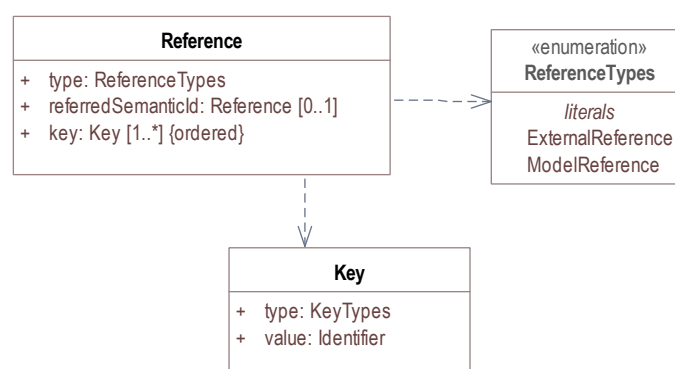 Reference
+ type: ReferenceTypes
+ referredSemanticId: Reference [0..1]
+ key: Key [1..*] {ordered}
«enumeration»
ReferenceTypes
literals
ExternalReference
ModelReference
Key
+ type: KeyTypes
+ value: Identifier